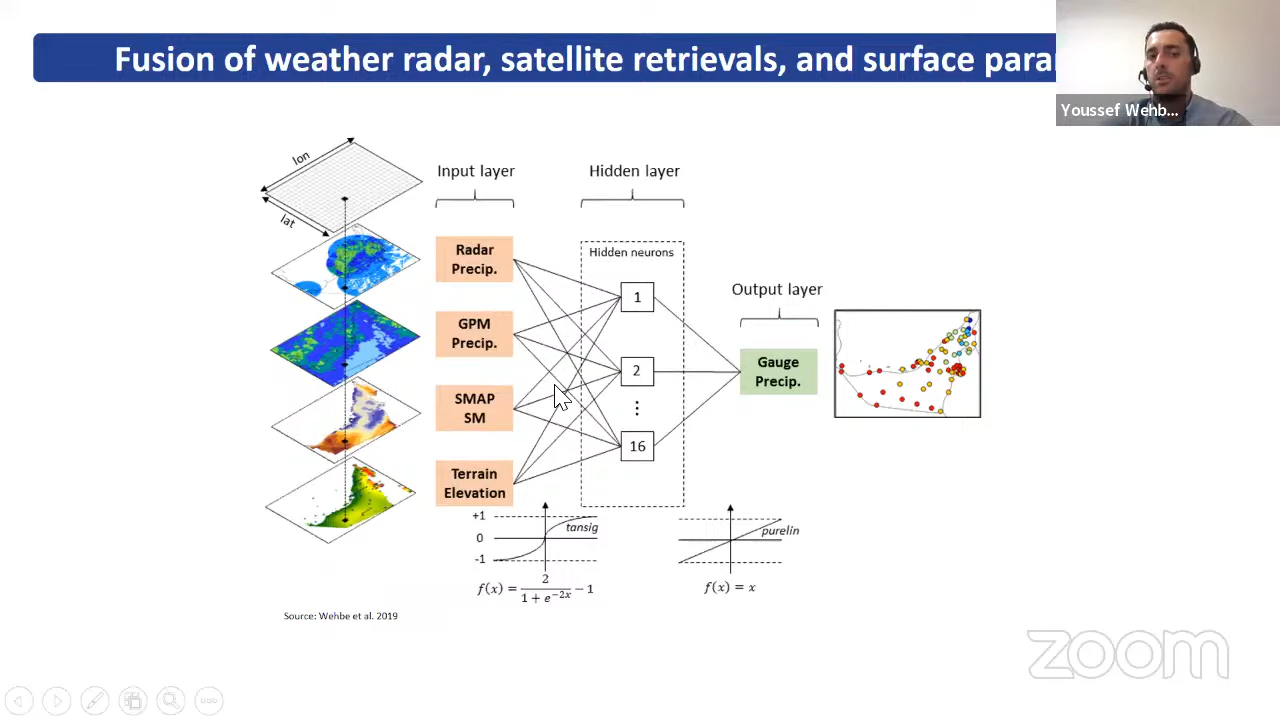 Fusion of weather radar, satellite retrievals, and surface para
Youssef Wehb...
lon
lat
Input layer
Hidden layer
Output layer
Radar
Precip.
GPM
Precip.
SMAP
SM
Terrain
Elevation
Hidden neurons
1
2
⋮
16
Gauge
Precip.
+1
0
-1
tansig
f(x) = 2 / (1 + e^{-2x}) − 1
purelin
f(x) = x
Source: Wehbe et al. 2019
zoom